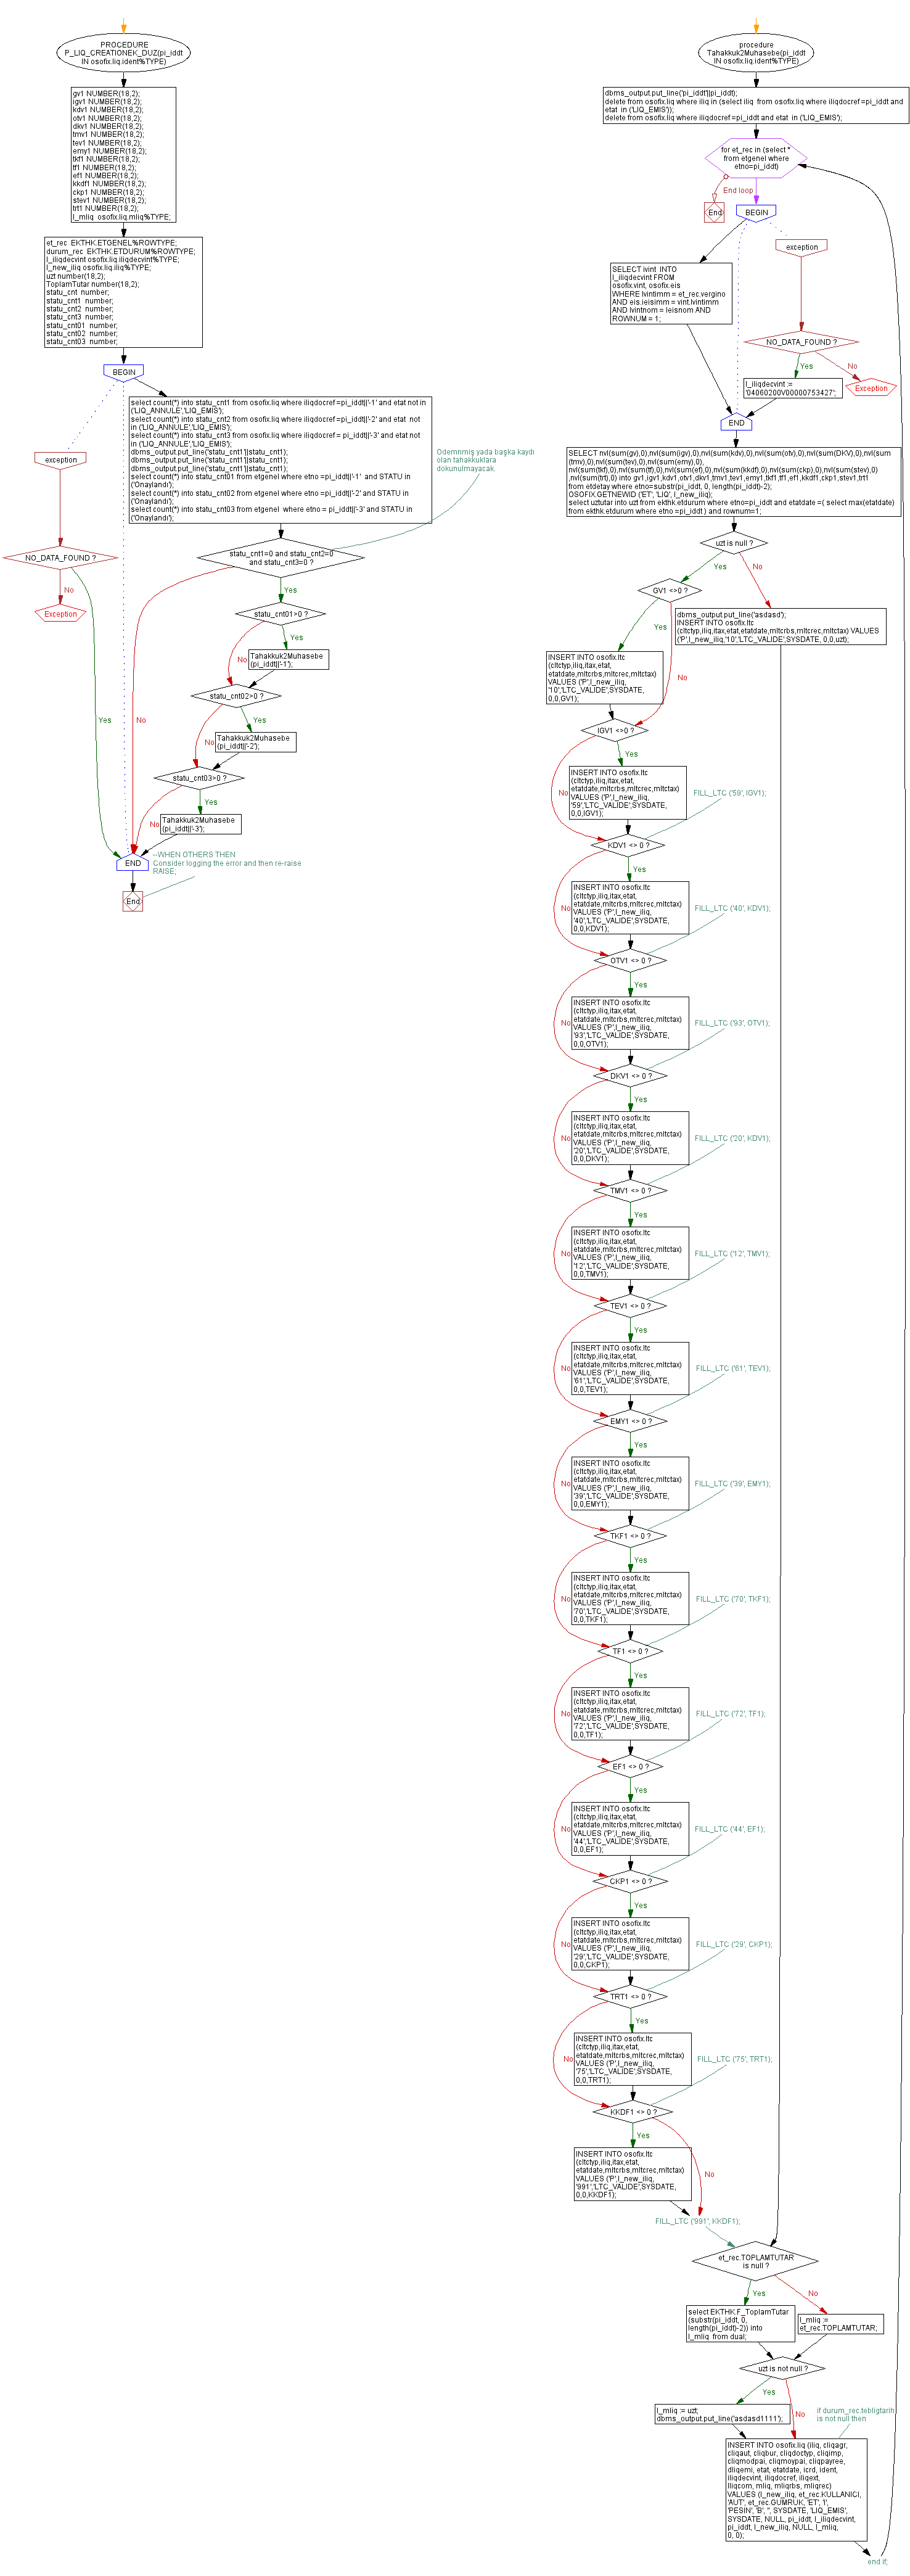 PROCEDURE
P_LIQ_CREATIONEK_DUZ(pi_iddt
IN osofix.liq.ident%TYPE)
gv1 NUMBER(18,2);
igv1 NUMBER(18,2);
kdv1 NUMBER(18,2);
otv1 NUMBER(18,2);
dkv1 NUMBER(18,2);
tmv1 NUMBER(18,2);
tev1 NUMBER(18,2);
emy1 NUMBER(18,2);
tkf1 NUMBER(18,2);
tf1 NUMBER(18,2);
ef1 NUMBER(18,2);
kkdf1 NUMBER(18,2);
ckp1 NUMBER(18,2);
stev1 NUMBER(18,2);
trt1 NUMBER(18,2);
l_mliq osofix.liq.mliq%TYPE;
et_rec EKTHK.ETGENEL%ROWTYPE;
durum_rec EKTHK.ETDURUM%ROWTYPE;
l_iliqdecvint osofix.liq.iliqdecvint%TYPE;
l_new_iliq osofix.liq.iliq%TYPE;
uzt number(18,2);
ToplamTutar number(18,2);
statu_cnt number;
statu_cnt1 number;
statu_cnt2 number;
statu_cnt3 number;
statu_cnt01 number;
statu_cnt02 number;
statu_cnt03 number;
BEGIN
select count(*) into statu_cnt1 from osofix.liq where iliqdocref =pi_iddt||'-1' and etat not in
('LIQ_ANNULE','LIQ_EMIS');
select count(*) into statu_cnt2 from osofix.liq where iliqdocref =pi_iddt||'-2' and etat not
in ('LIQ_ANNULE','LIQ_EMIS');
select count(*) into statu_cnt3 from osofix.liq where iliqdocref = pi_iddt||'-3' and etat not
in ('LIQ_ANNULE','LIQ_EMIS');
dbms_output.put_line('statu_cnt1'||statu_cnt1);
dbms_output.put_line('statu_cnt1'||statu_cnt1);
dbms_output.put_line('statu_cnt1'||statu_cnt1);
select count(*) into statu_cnt01 from etgenel where etno =pi_iddt||'-1' and STATU in
('Onaylandı');
select count(*) into statu_cnt02 from etgenel where etno =pi_iddt||'-2' and STATU in
('Onaylandı');
select count(*) into statu_cnt03 from etgenel where etno = pi_iddt||'-3' and STATU in
('Onaylandı');
Ödemnmiş yada başka kaydı
olan tahakkuklara
dokunulmayacak.
exception
NO_DATA_FOUND ?
No
Exception
Yes
statu_cnt1=0 and statu_cnt2=0
and statu_cnt3=0 ?
Yes
No
statu_cnt01>0 ?
Yes
No
Tahakkuk2Muhasebe
(pi_iddt||'-1');
statu_cnt02>0 ?
Yes
No
Tahakkuk2Muhasebe
(pi_iddt||'-2');
statu_cnt03>0 ?
Yes
No
Tahakkuk2Muhasebe
(pi_iddt||'-3');
END
--WHEN OTHERS THEN
Consider logging the error and then re-raise
RAISE;
End
procedure
Tahakkuk2Muhasebe(pi_iddt
IN osofix.liq.ident%TYPE)
dbms_output.put_line('pi_iddt'||pi_iddt);
delete from osofix.liq where iliq in (select iliq from osofix.liq where iliqdocref =pi_iddt and
etat in ('LIQ_EMIS'));
delete from osofix.liq where iliqdocref =pi_iddt and etat in ('LIQ_EMIS');
for et_rec in (select *
from etgenel where
etno=pi_iddt)
End loop
End
BEGIN
exception
SELECT ivint INTO
l_iliqdecvint FROM
osofix.vint, osofix.eis
WHERE lvintimm = et_rec.vergino
AND eis.ieisimm = vint.lvintimm
AND lvintnom = leisnom AND
ROWNUM = 1;
NO_DATA_FOUND ?
Yes
No
l_iliqdecvint :=
'04060200V00000753427';
Exception
END
SELECT nvl(sum(gv),0),nvl(sum(igv),0),nvl(sum(kdv),0),nvl(sum(otv),0),nvl(sum(DKV),0),nvl(sum
(tmv),0),nvl(sum(tev),0),nvl(sum(emy),0),
nvl(sum(tkf),0),nvl(sum(tf),0),nvl(sum(ef),0),nvl(sum(kkdf),0),nvl(sum(ckp),0),nvl(sum(stev),0)
,nvl(sum(trt),0) into gv1,igv1,kdv1,otv1,dkv1,tmv1,tev1,emy1,tkf1,tf1,ef1,kkdf1,ckp1,stev1,trt1
from etdetay where etno=substr(pi_iddt, 0, length(pi_iddt)-2);
OSOFIX.GETNEWID ('ET', 'LIQ', l_new_iliq);
select uztutar into uzt from ekthk.etdurum where etno=pi_iddt and etatdate =( select max(etatdate)
from ekthk.etdurum where etno =pi_iddt ) and rownum=1;
uzt is null ?
Yes
No
GV1 <>0 ?
Yes
No
dbms_output.put_line('asdasd');
INSERT INTO osofix.ltc
(cltctyp,iliq,itax,etat,etatdate,mltcrbs,mltcrec,mltctax) VALUES
('P',l_new_iliq,'10','LTC_VALIDE',SYSDATE, 0,0,uzt);
INSERT INTO osofix.ltc
(cltctyp,iliq,itax,etat,
etatdate,mltcrbs,mltcrec,mltctax)
VALUES ('P',l_new_iliq,
'10','LTC_VALIDE',SYSDATE,
0,0,GV1);
IGV1 <>0 ?
Yes
No
INSERT INTO osofix.ltc
(cltctyp,iliq,itax,etat,
etatdate,mltcrbs,mltcrec,mltctax)
VALUES ('P',l_new_iliq,
'59','LTC_VALIDE',SYSDATE,
0,0,IGV1);
FILL_LTC ('59', IGV1);
KDV1 <> 0 ?
Yes
No
INSERT INTO osofix.ltc
(cltctyp,iliq,itax,etat,
etatdate,mltcrbs,mltcrec,mltctax)
VALUES ('P',l_new_iliq,
'40','LTC_VALIDE',SYSDATE,
0,0,KDV1);
FILL_LTC ('40', KDV1);
OTV1 <> 0 ?
Yes
No
INSERT INTO osofix.ltc
(cltctyp,iliq,itax,etat,
etatdate,mltcrbs,mltcrec,mltctax)
VALUES ('P',l_new_iliq,
'93','LTC_VALIDE',SYSDATE,
0,0,OTV1);
FILL_LTC ('93', OTV1);
DKV1 <> 0 ?
Yes
No
INSERT INTO osofix.ltc
(cltctyp,iliq,itax,etat,
etatdate,mltcrbs,mltcrec,mltctax)
VALUES ('P',l_new_iliq,
'20','LTC_VALIDE',SYSDATE,
0,0,DKV1);
FILL_LTC ('20', KDV1);
TMV1 <> 0 ?
Yes
No
INSERT INTO osofix.ltc
(cltctyp,iliq,itax,etat,
etatdate,mltcrbs,mltcrec,mltctax)
VALUES ('P',l_new_iliq,
'12','LTC_VALIDE',SYSDATE,
0,0,TMV1);
FILL_LTC ('12', TMV1);
TEV1 <> 0 ?
Yes
No
INSERT INTO osofix.ltc
(cltctyp,iliq,itax,etat,
etatdate,mltcrbs,mltcrec,mltctax)
VALUES ('P',l_new_iliq,
'61','LTC_VALIDE',SYSDATE,
0,0,TEV1);
FILL_LTC ('61', TEV1);
EMY1 <> 0 ?
Yes
No
INSERT INTO osofix.ltc
(cltctyp,iliq,itax,etat,
etatdate,mltcrbs,mltcrec,mltctax)
VALUES ('P',l_new_iliq,
'39','LTC_VALIDE',SYSDATE,
0,0,EMY1);
FILL_LTC ('39', EMY1);
TKF1 <> 0 ?
Yes
No
INSERT INTO osofix.ltc
(cltctyp,iliq,itax,etat,
etatdate,mltcrbs,mltcrec,mltctax)
VALUES ('P',l_new_iliq,
'70','LTC_VALIDE',SYSDATE,
0,0,TKF1);
FILL_LTC ('70', TKF1);
TF1 <> 0 ?
Yes
No
INSERT INTO osofix.ltc
(cltctyp,iliq,itax,etat,
etatdate,mltcrbs,mltcrec,mltctax)
VALUES ('P',l_new_iliq,
'72','LTC_VALIDE',SYSDATE,
0,0,TF1);
FILL_LTC ('72', TF1);
EF1 <> 0 ?
Yes
No
INSERT INTO osofix.ltc
(cltctyp,iliq,itax,etat,
etatdate,mltcrbs,mltcrec,mltctax)
VALUES ('P',l_new_iliq,
'44','LTC_VALIDE',SYSDATE,
0,0,EF1);
FILL_LTC ('44', EF1);
CKP1 <> 0 ?
Yes
No
INSERT INTO osofix.ltc
(cltctyp,iliq,itax,etat,
etatdate,mltcrbs,mltcrec,mltctax)
VALUES ('P',l_new_iliq,
'29','LTC_VALIDE',SYSDATE,
0,0,CKP1);
FILL_LTC ('29', CKP1);
TRT1 <> 0 ?
Yes
No
INSERT INTO osofix.ltc
(cltctyp,iliq,itax,etat,
etatdate,mltcrbs,mltcrec,mltctax)
VALUES ('P',l_new_iliq,
'75','LTC_VALIDE',SYSDATE,
0,0,TRT1);
FILL_LTC ('75', TRT1);
KKDF1 <> 0 ?
Yes
No
INSERT INTO osofix.ltc
(cltctyp,iliq,itax,etat,
etatdate,mltcrbs,mltcrec,mltctax)
VALUES ('P',l_new_iliq,
'991','LTC_VALIDE',SYSDATE,
0,0,KKDF1);
FILL_LTC ('991', KKDF1);
et_rec.TOPLAMTUTAR
is null ?
Yes
No
select EKTHK.F_ToplamTutar
(substr(pi_iddt, 0,
length(pi_iddt)-2)) into
l_mliq from dual;
l_mliq :=
et_rec.TOPLAMTUTAR;
uzt is not null ?
Yes
No
l_mliq := uzt;
dbms_output.put_line('asdasd1111');
if durum_rec.tebligtarih
is not null then
INSERT INTO osofix.liq (iliq, cliqagr,
cliqaut, cliqbur, cliqdoctyp, cliqimp,
cliqmodpai, cliqmoypai, cliqpayree,
dliqemi, etat, etatdate, icrd, ident,
iliqdecvint, iliqdocref, iliqext,
lliqcom, mliq, mliqrbs, mliqrec)
VALUES (l_new_iliq, et_rec.KULLANICI,
'AUT', et_rec.GUMRUK, 'ET', '1',
'PESIN', 'B', '', SYSDATE, 'LIQ_EMIS',
SYSDATE, NULL, pi_iddt, l_iliqdecvint,
pi_iddt, l_new_iliq, NULL, l_mliq,
0, 0);
end if;